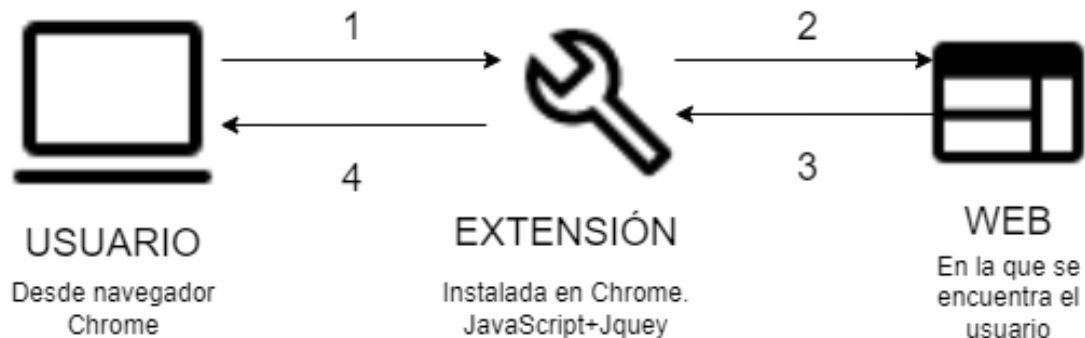 1
2
4
3
USUARIO
Desde navegador
Chrome
EXTENSIÓN
Instalada en Chrome.
JavaScript+Jquey
WEB
En la que se
encuentra el
usuario